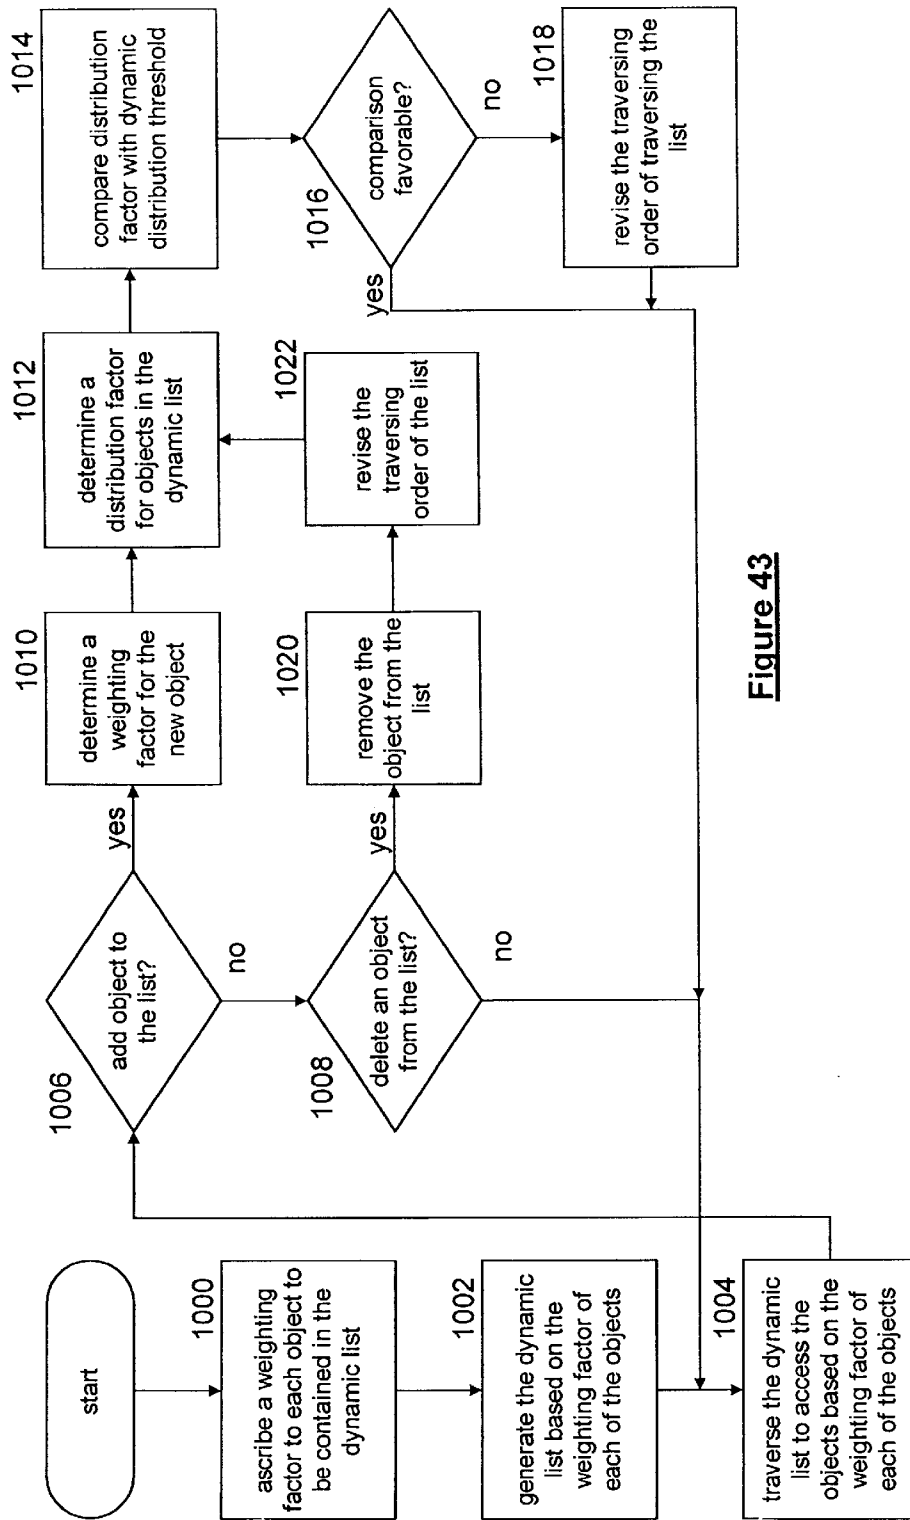 start
1000
ascribe a weighting
factor to each object to
be contained in the
dynamic list
1002
generate the dynamic
list based on the
weighting factor of
each of the objects
1004
traverse the dynamic
list to access the
objects based on the
weighting factor of
each of the objects
1006
add object to
the list?
yes
no
1008
delete an object
from the list?
yes
no
1010
determine a
weighting
factor for the
new object
1020
remove the
object from the
list
1012
determine a
distribution factor
for objects in the
dynamic list
1022
revise the
traversing
order of the list
1014
compare distribution
factor with dynamic
distribution threshold
1016
comparison
favorable?
yes
no
1018
revise the traversing
order of traversing the
list
Figure 43